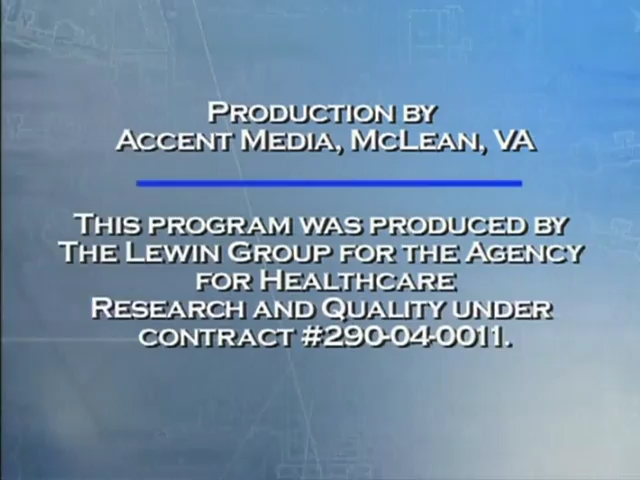 Production by
Accent Media, McLean, VA
This program was produced by
The Lewin Group for the Agency
for Healthcare
Research and Quality under
contract #290-04-0011.